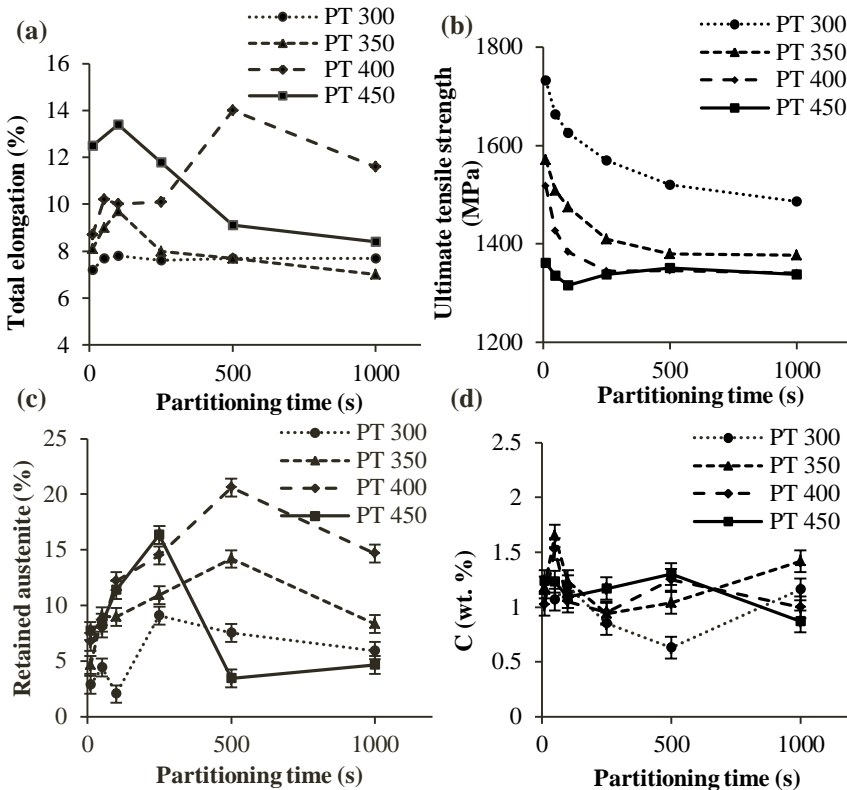 (a)
PT 300
PT 350
PT 400
PT 450
Total elongation (%)
16
14
12
10
8
6
4
0
500
1000
Partitioning time (s)
(b)
PT 300
PT 350
PT 400
PT 450
Ultimate tensile strength
(MPa)
1800
1600
1400
1200
0
500
1000
Partitioning time (s)
(c)
PT 300
PT 350
PT 400
PT 450
Retained austenite (%)
25
20
15
10
5
0
0
500
1000
Partitioning time (s)
(d)
PT 300
PT 350
PT 400
PT 450
C (wt. %)
2.5
2
1.5
1
0.5
0
0
500
1000
Partitioning time (s)